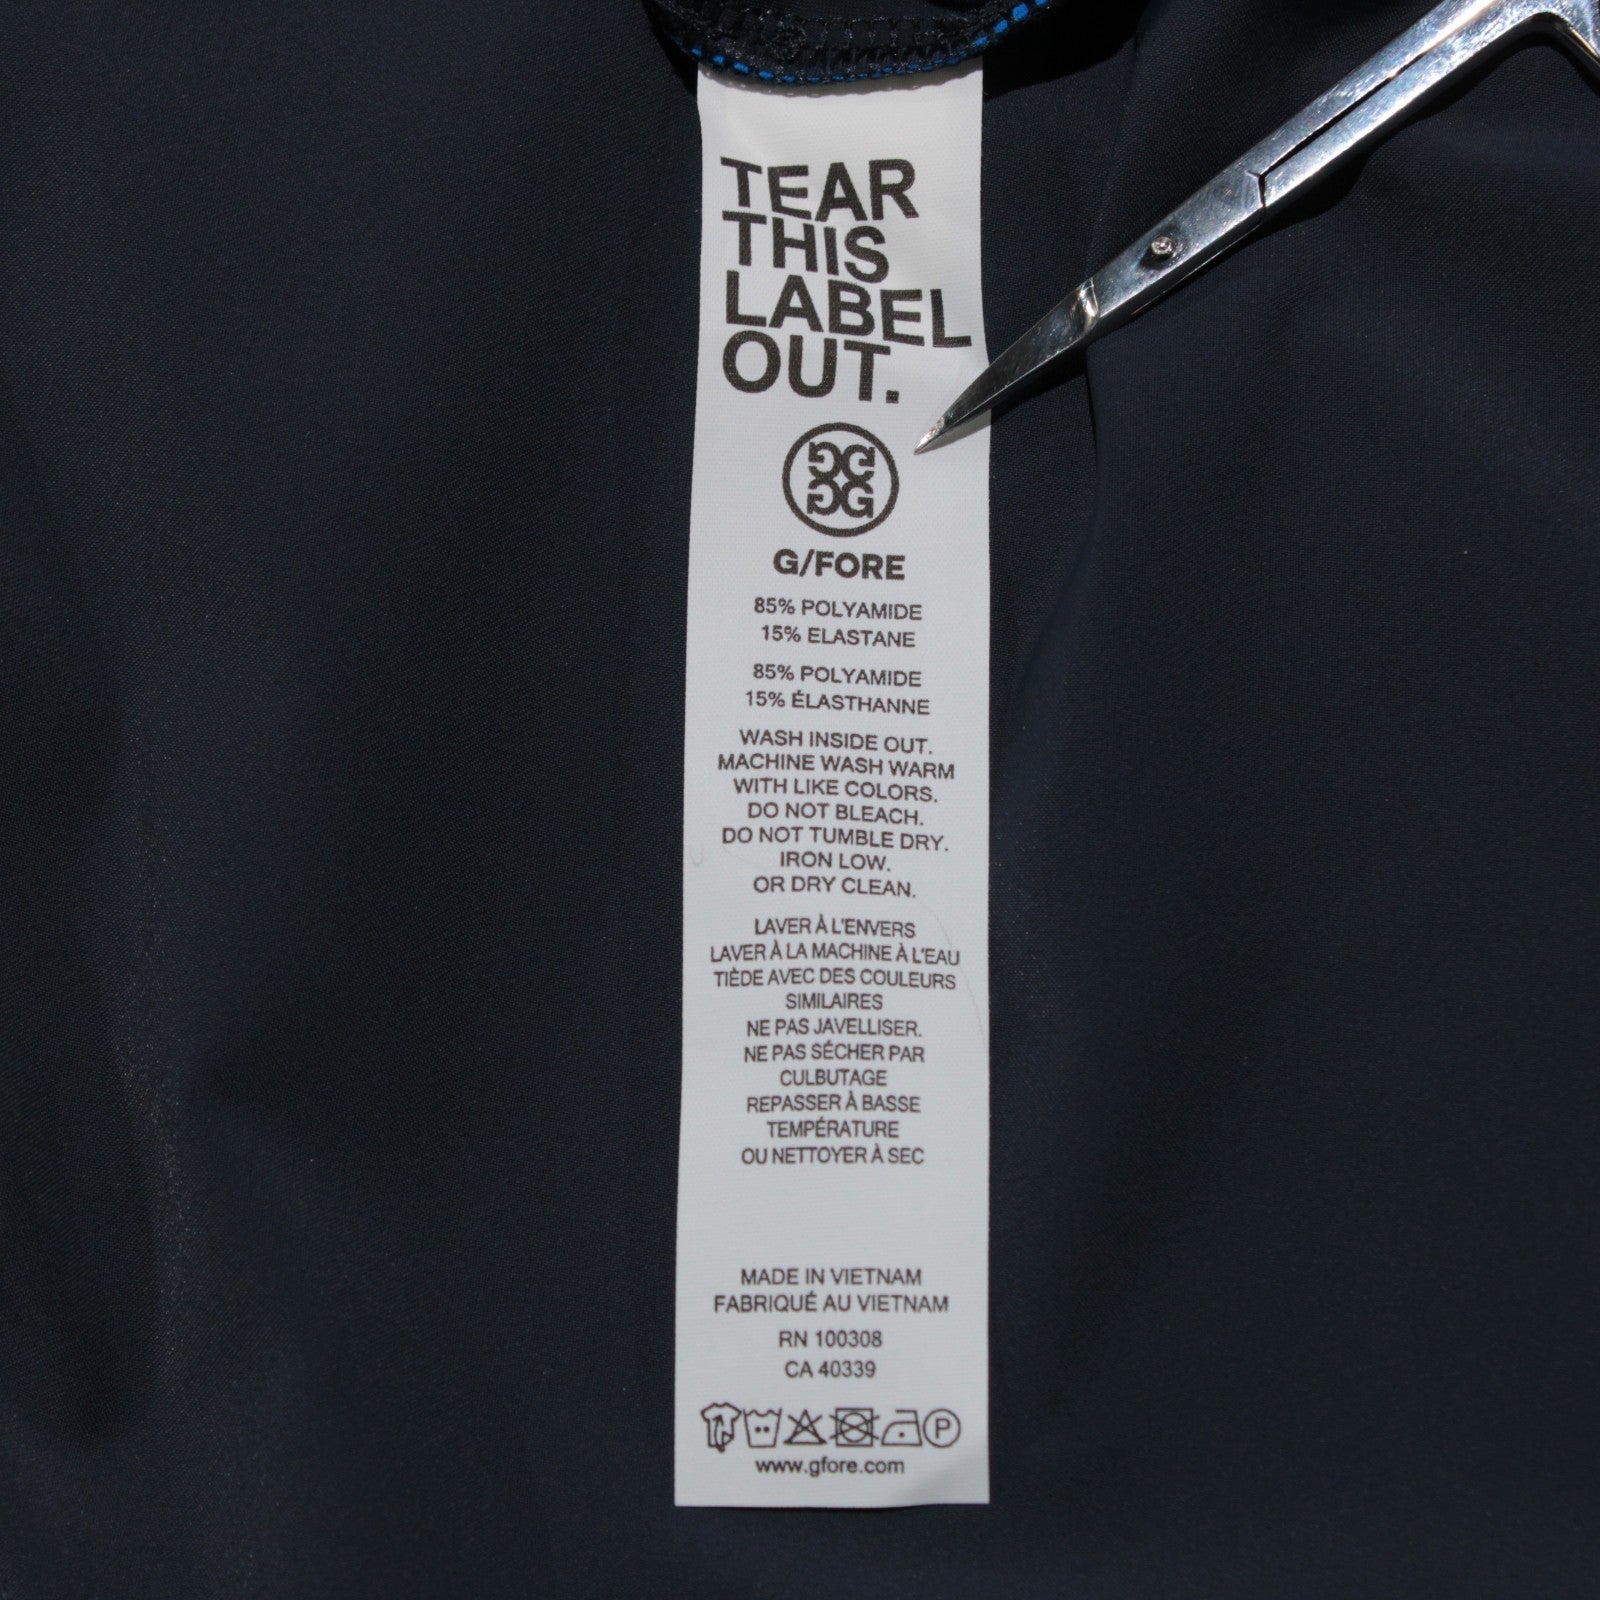 TEAR
THIS
LABEL
OUT.
G/FORE
85% POLYAMIDE
15% ELASTANE
85% POLYAMIDE
15% ÉLASTHANNE
WASH INSIDE OUT.
MACHINE WASH WARM
WITH LIKE COLORS.
DO NOT BLEACH.
DO NOT TUMBLE DRY.
IRON LOW.
OR DRY CLEAN.
LAVER À L'ENVERS
LAVER À LA MACHINE À L'EAU
TIÈDE AVEC DES COULEURS
SIMILAIRES
NE PAS JAVELLISER.
NE PAS SÉCHER PAR
CULBUTAGE
REPASSER À BASSE
TEMPÉRATURE
OU NETTOYER À SEC
MADE IN VIETNAM
FABRIQUÉ AU VIETNAM
RN 100308
CA 40339
P
www.gfore.com